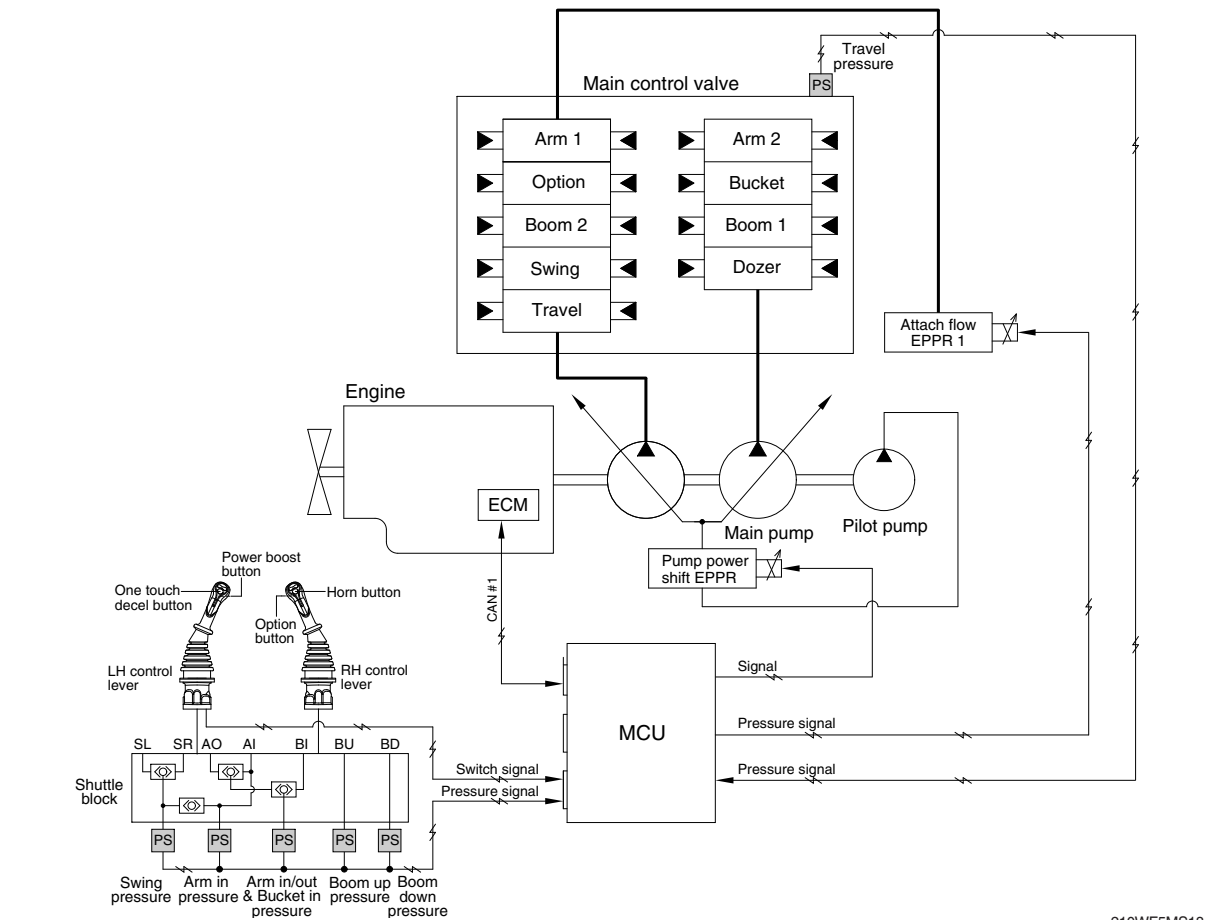 Travel
pressure
PS
Main control valve
Arm 1
Arm 2
Option
Bucket
Boom 2
Boom 1
Swing
Dozer
Travel
Attach flow
EPPR 1
Engine
ECM
Main pump
Pilot pump
Pump power
shift EPPR
CAN #1
Power boost
button
One touch
decel button
Horn button
Option
button
LH control
lever
RH control
lever
Signal
MCU
Pressure signal
Pressure signal
Switch signal
Pressure signal
SL SR AO AI BI BU BD
Shuttle
block
PS PS PS PS PS
Swing
pressure
Arm in
pressure
Arm in/out
& Bucket in
pressure
Boom up
pressure
Boom
down
pressure